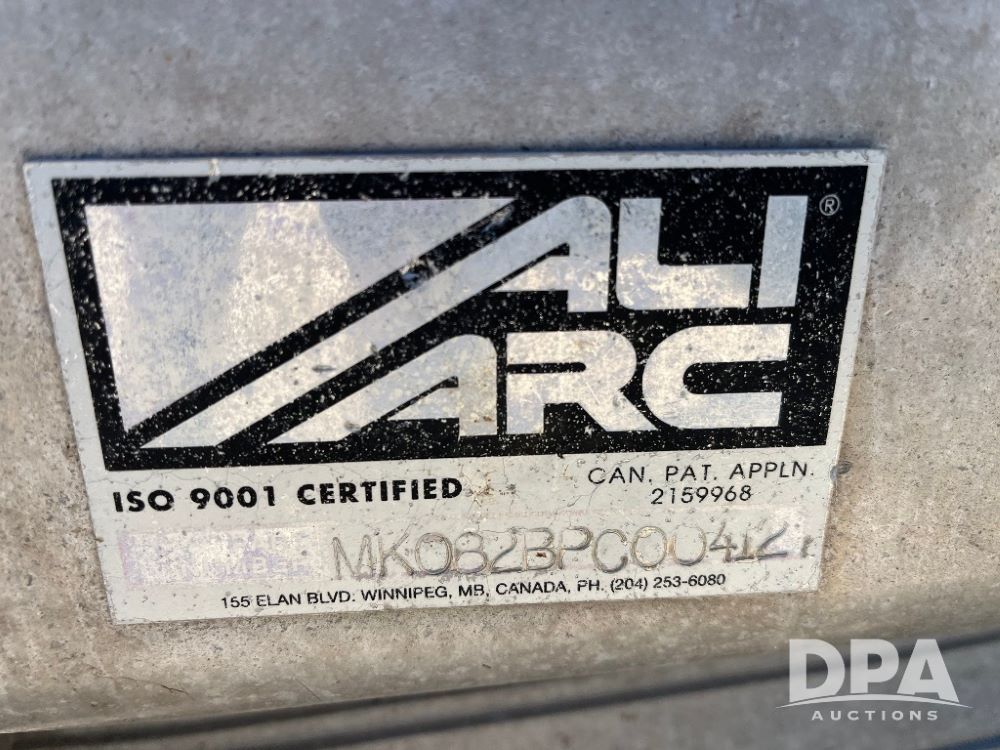 ALI
ARC®
ISO 9001 CERTIFIED
CAN. PAT. APPLN.
2159968
MK082BPC00412
155 ELAN BLVD. WINNIPEG, MB, CANADA, PH. (204) 253-6080
DPA
AUCTIONS